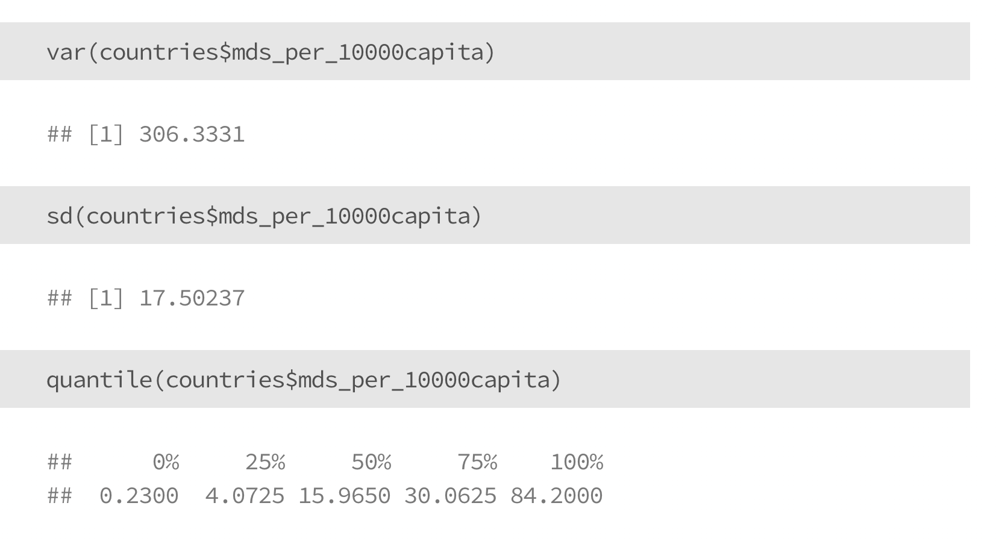 var(countries$mds_per_10000capita)
## [1] 306.3331
sd(countries$mds_per_10000capita)
## [1] 17.50237
quantile(countries$mds_per_10000capita)
##      0%     25%     50%     75%    100%
##  0.2300  4.0725 15.9650 30.0625 84.2000